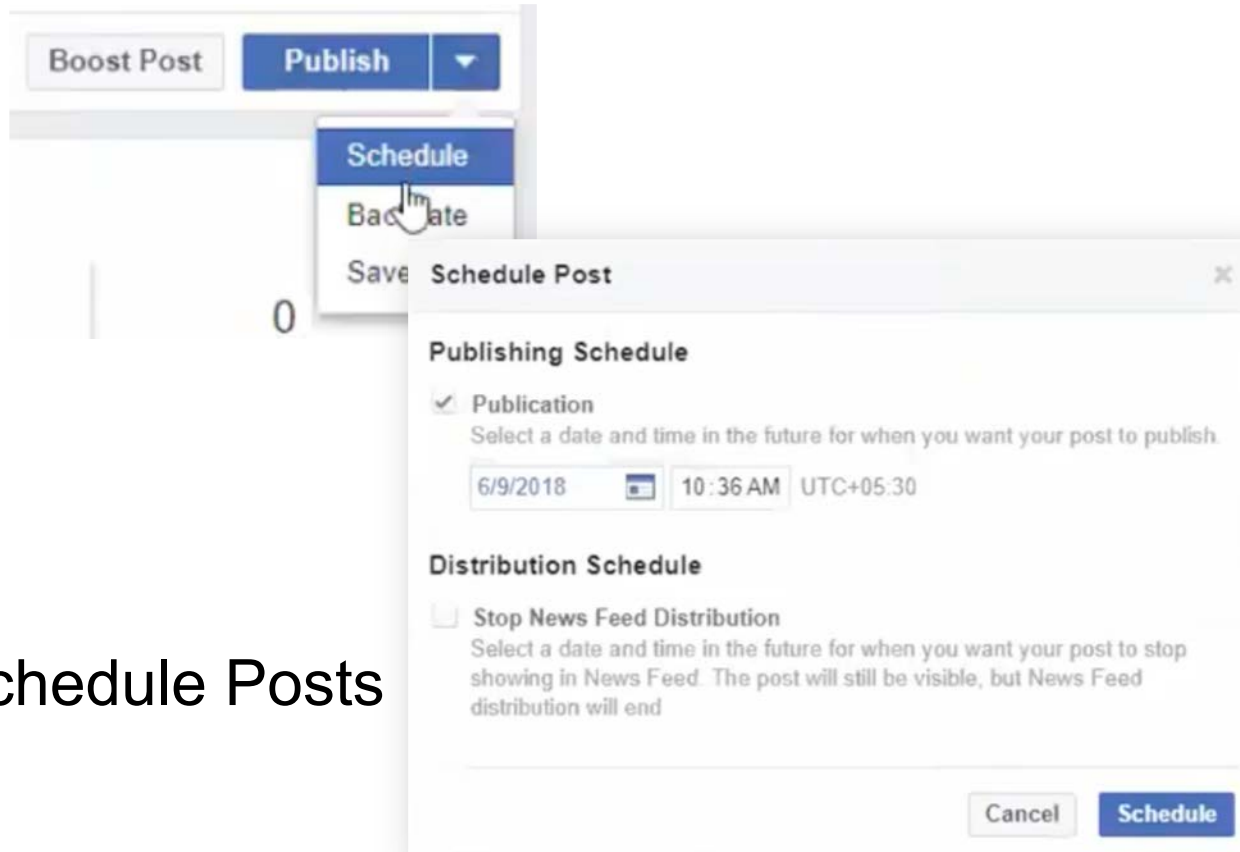 Boost Post Publish
Schedule
Bac ate
Save
0
Schedule Post
Publishing Schedule
Publication
Select a date and time in the future for when you want your post to publish.
6/9/2018 10:36 AM UTC+05:30
Distribution Schedule
Stop News Feed Distribution
Select a date and time in the future for when you want your post to stop
showing in News Feed. The post will still be visible, but News Feed
distribution will end
Cancel Schedule
chedule Posts